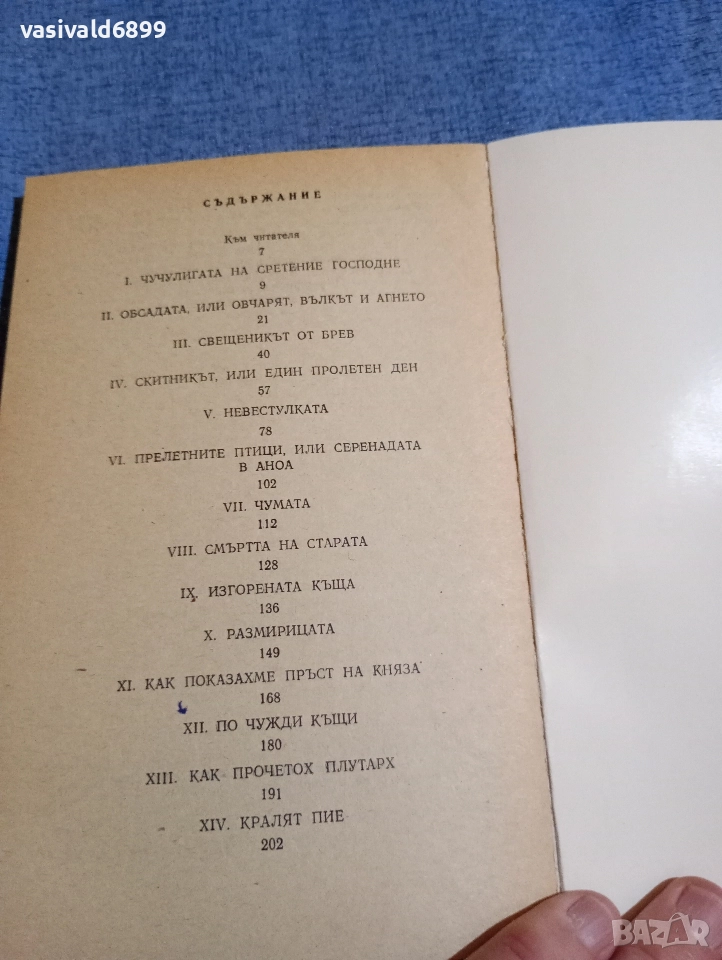 vasivald6899
СЪДЪРЖАНИЕ
Към читателя
7
I. ЧУЧУЛИГАТА НА СРЕТЕНИЕ ГОСПОДНЕ
9
II. ОБСАДАТА, ИЛИ ОВЧАРЯТ, ВЪЛКЪТ И АГНЕТО
21
III. СВЕЩЕНИКЪТ ОТ БРЕВ
40
IV. СКИТНИКЪТ, ИЛИ ЕДИН ПРОЛЕТЕН ДЕН
57
V. НЕВЕСТУЛКАТА
78
VI. ПРЕЛЕТНИТЕ ПТИЦИ, ИЛИ СЕРЕНАДАТА
В АНОА
102
VII. ЧУМАТА
112
VIII. СМЪРТТА НА СТАРАТА
128
IX. ИЗГОРЕНАТА КЪЩА
136
X. РАЗМИРИЦАТА
149
XI. КАК ПОКАЗАХМЕ ПРЪСТ НА КНЯЗА
168
XII. ПО ЧУЖДИ КЪЩИ
180
XIII. КАК ПРОЧЕТОХ ПЛУТАРХ
191
XIV. КРАЛЯТ ПИЕ
202
BAZAR